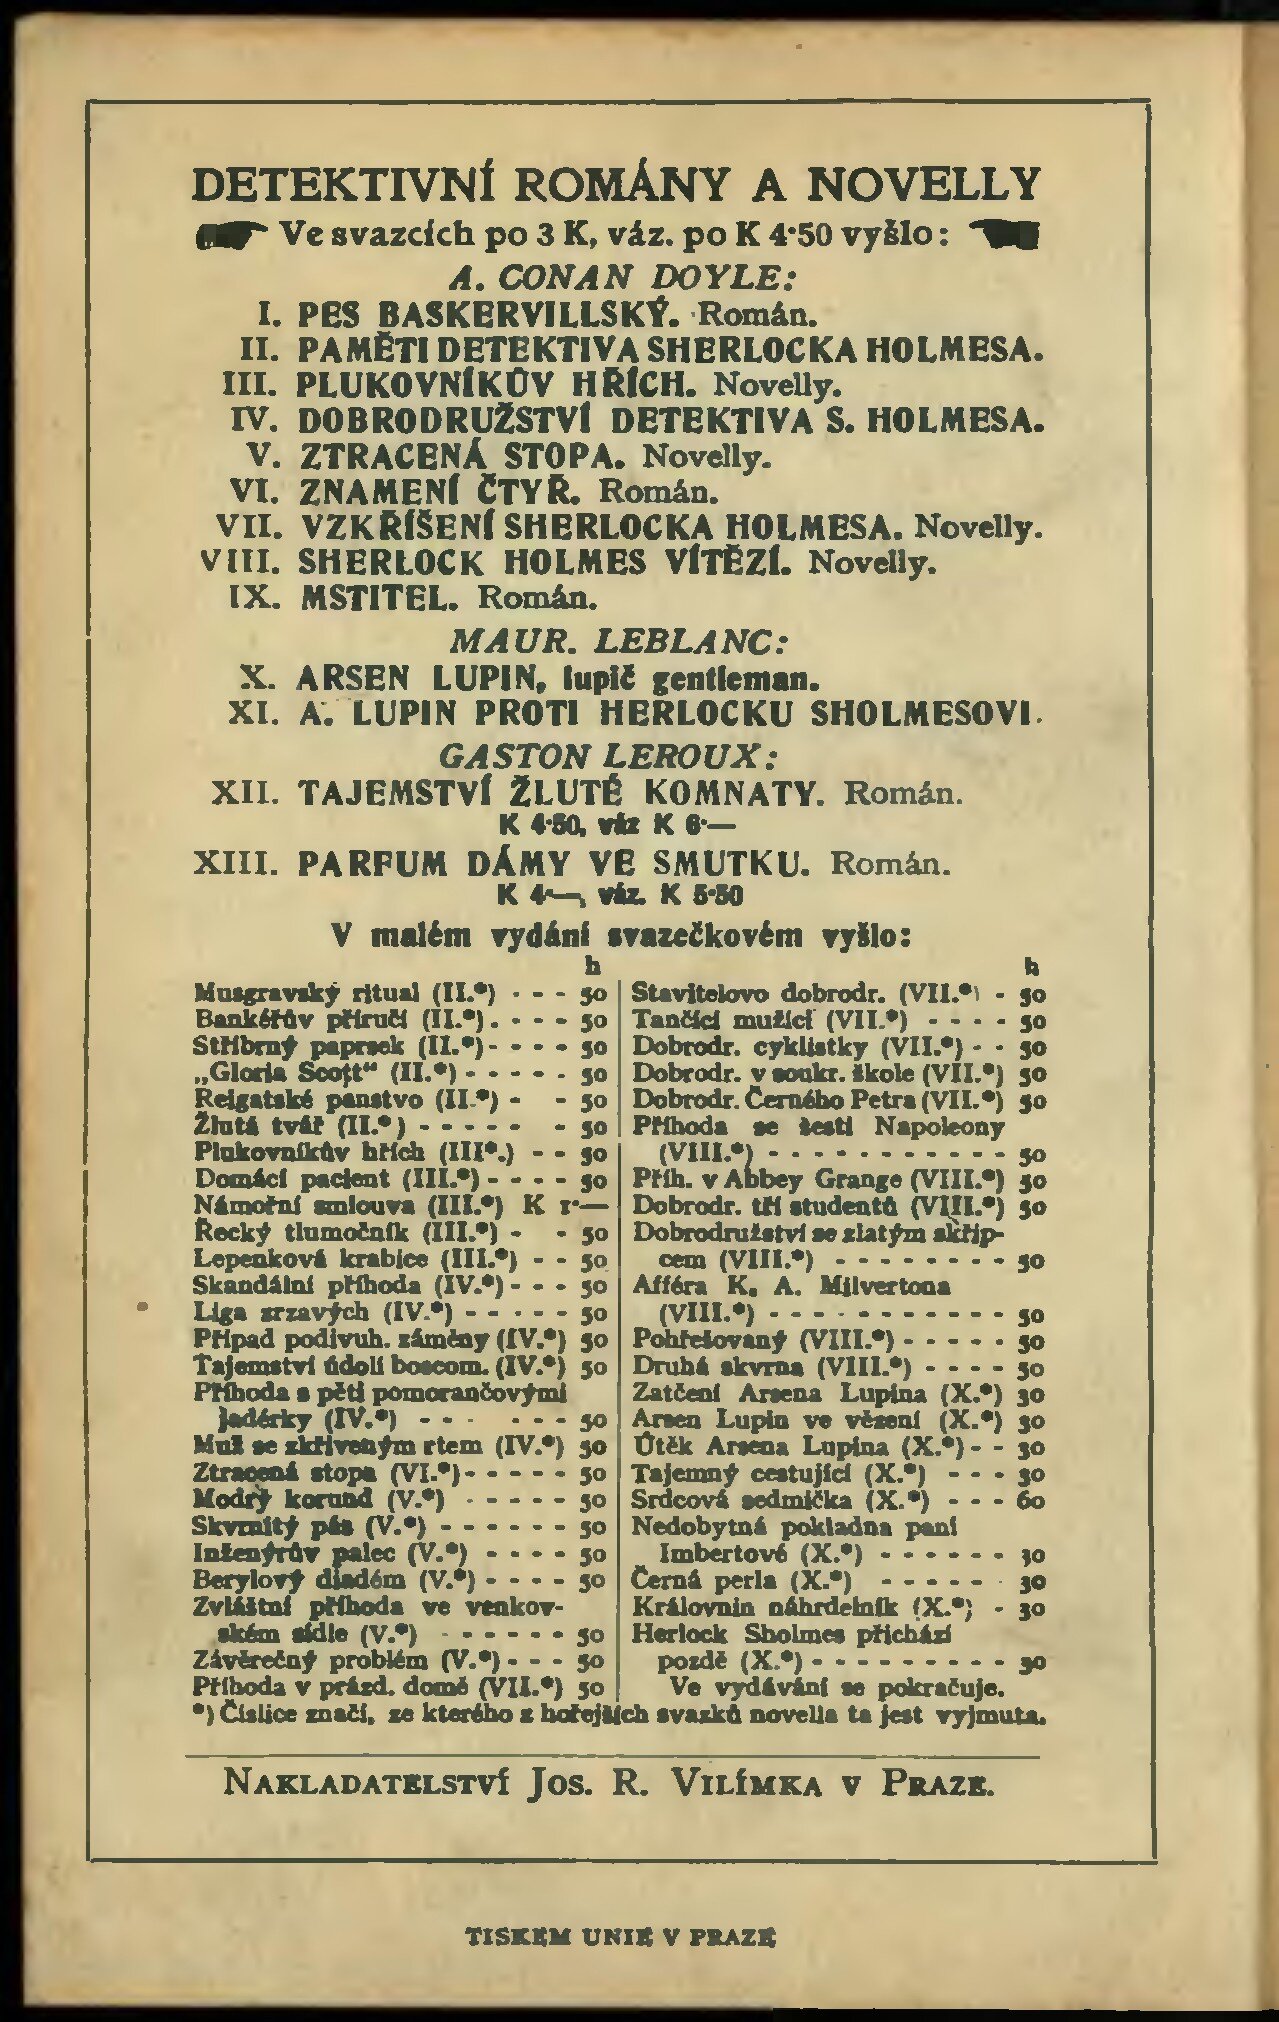 DETEKTIVNÍ ROMÁNY A NOVELLY
Ve svazcích po 3 K, váz. po K 4·50 vyšlo:
A. CONAN DOYLE:
I. PES BASKERVILLSKÝ. Román.
II. PAMĚTI DETEKTIVA SHERLOCKA HOLMESA.
III. PLUKOVNÍKŮV HŘÍCH. Novelly.
IV. DOBRODRUŽSTVÍ DETEKTIVA S. HOLMESA.
V. ZTRACENÁ STOPA. Novelly.
VI. ZNAMENÍ ČTYŘ. Román.
VII. VZKŘÍŠENÍ SHERLOCKA HOLMESA. Novelly.
VIII. SHERLOCK HOLMES VÍTĚZÍ. Novelly.
IX. MSTITEL. Román.
MAUR. LEBLANC:
X. ARSEN LUPIN, lupič gentleman.
XI. A. LUPIN PROTI HERLOCKU SHOLMESOVI.
GASTON LEROUX:
XII. TAJEMSTVÍ ŽLUTÉ KOMNATY. Román.
K 4·50, váz K 6·—
XIII. PARFUM DÁMY VE SMUTKU. Román.
K 4·—, váz. K 5·50
V malém vydání svazečkovém vyšlo:
h
Musgravský ritual (II.*) - - - 50
Bankéřův příručí (II.*). - - - 50
Stříbrný paprsek (II.*) - - - - 50
„Gloria Scott“ (II.*) - - - - - 50
Reigatské panstvo (II.*) - - 50
Žlutá tvář (II.*) - - - - - - 50
Plukovníkův hřích (III*.) - - 50
Domácí pacient (III.*) - - - - 50
Námořní smlouva (III.*) K 1·—
Řecký tlumočník (III.*) - - 50
Lepenková krabice (III.*) - - 50
Skandální příhoda (IV.*) - - - 50
Liga zrzavých (IV.*) - - - - - 50
Případ podivuh. záměny (IV.*) 50
Tajemství údolí boscom. (IV.*) 50
Příhoda s pěti pomorančovými
jadérky (IV.*) - - - - - - 50
Muž se zkřiveným rtem (IV.*) 50
Ztracená stopa (VI.*) - - - - - 50
Modrý korund (V.*) - - - - - 50
Skvrnitý pás (V.*) - - - - - - 50
Inženýrův palec (V.*) - - - - 50
Berylový diadém (V.*) - - - - 50
Zvláštní příhoda ve venkov-
ském sídle (V.*) - - - - - - 50
Závěrečný problém (V.*) - - - 50
Příhoda v prázd. domě (VII.*) 50
h
Stavitelovo dobrodr. (VII.*) - 50
Tančící mužíci (VII.*) - - - - 50
Dobrodr. cyklistky (VII.*) - - 50
Dobrodr. v soukr. škole (VII.*) 50
Dobrodr. Černého Petra (VII.*) 50
Příhoda se šesti Napoleony
(VIII.*) - - - - - - - - - - 50
Příh. v Abbey Grange (VIII.*) 50
Dobrodr. tří studentů (VIII.*) 50
Dobrodružství se zlatým skřip-
cem (VIII.*) - - - - - - - - 50
Afféra K. A. Milvertona
(VIII.*) - - - - - - - - - - 50
Pohřešovaný (VIII.*) - - - - - 50
Druhá skvrna (VIII.*) - - - - 50
Zatčení Arsena Lupina (X.*) 30
Arsen Lupin ve vězení (X.*) 30
Útěk Arsena Lupina (X.*) - - 30
Tajemný cestující (X.*) - - - 30
Srdcová sedmička (X.*) - - - 60
Nedobytná pokladna paní
Imbertové (X.*) - - - - - - 30
Černá perla (X.*) - - - - - - 30
Královnin náhrdelník (X.*) - 30
Herlock Sholmes přichází
pozdě (X.*) - - - - - - - - - 30
Ve vydávání se pokračuje.
*) Číslice značí, ze kterého z hořejších svazků novella ta jest vyjmuta.
NAKLADATELSTVÍ JOS. R. VILÍMKA V PRAZE.
TISKEM UNIE V PRAZE